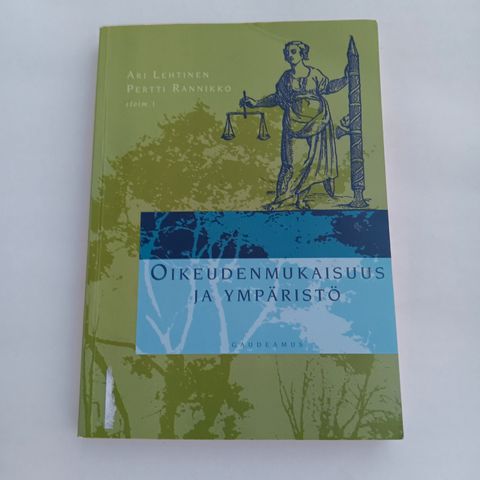 ARI LEHTINEN
PERTTI RANNIKKO
(toim.)
OIKEUDENMUKAISUUS
JA YMPÄRISTÖ
GAUDEAMUS